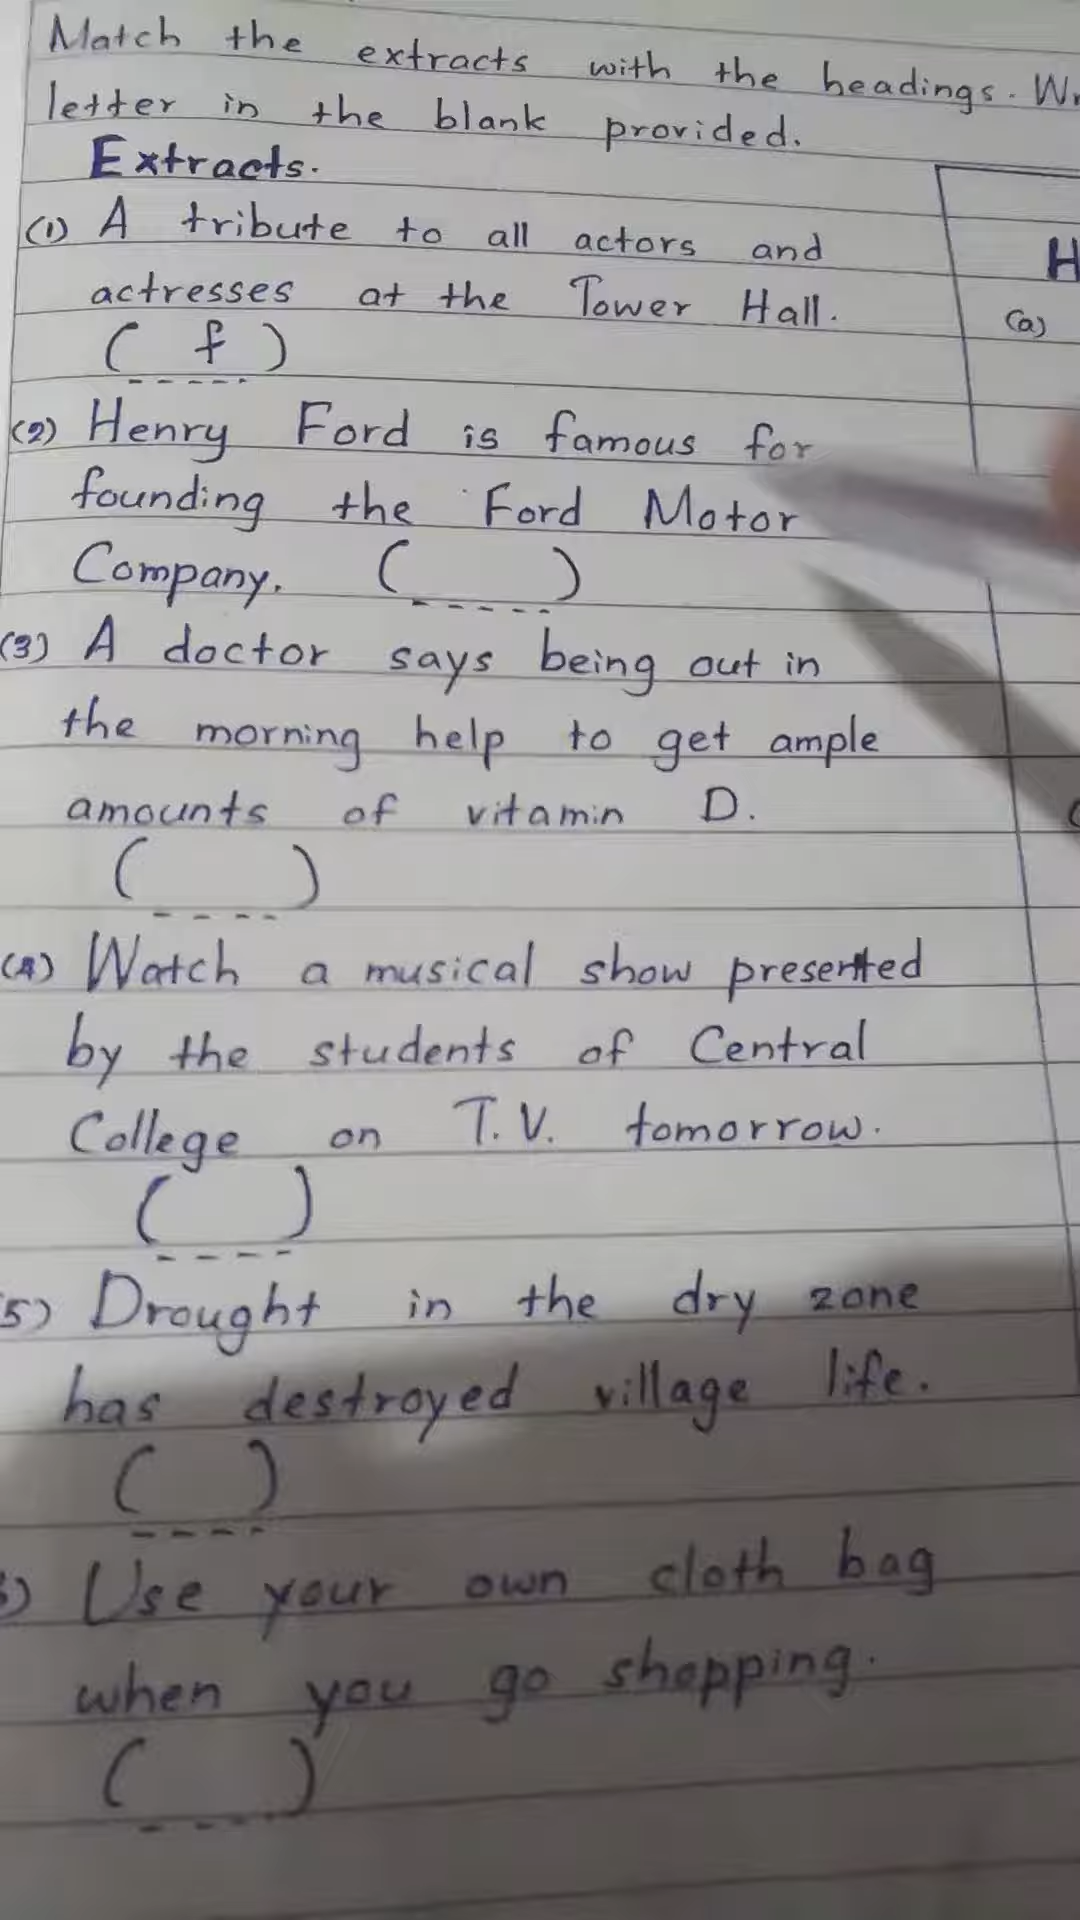 Match the extracts with the headings.
letter in the blank provided.
Extracts.
(1) A tribute to all actors and
actresses at the Tower Hall.
( f )
(a)
(2) Henry Ford is famous for
founding the Ford Motor
Company. ( )
(3) A doctor says being out in
the morning help to get ample
amounts of vitamin D.
( )
(4) Watch a musical show presented
by the students of Central
College on T.V. tomorrow.
( )
5) Drought in the dry zone
has destroyed village life.
( )
) Use your own cloth bag
when you go shopping.
( )